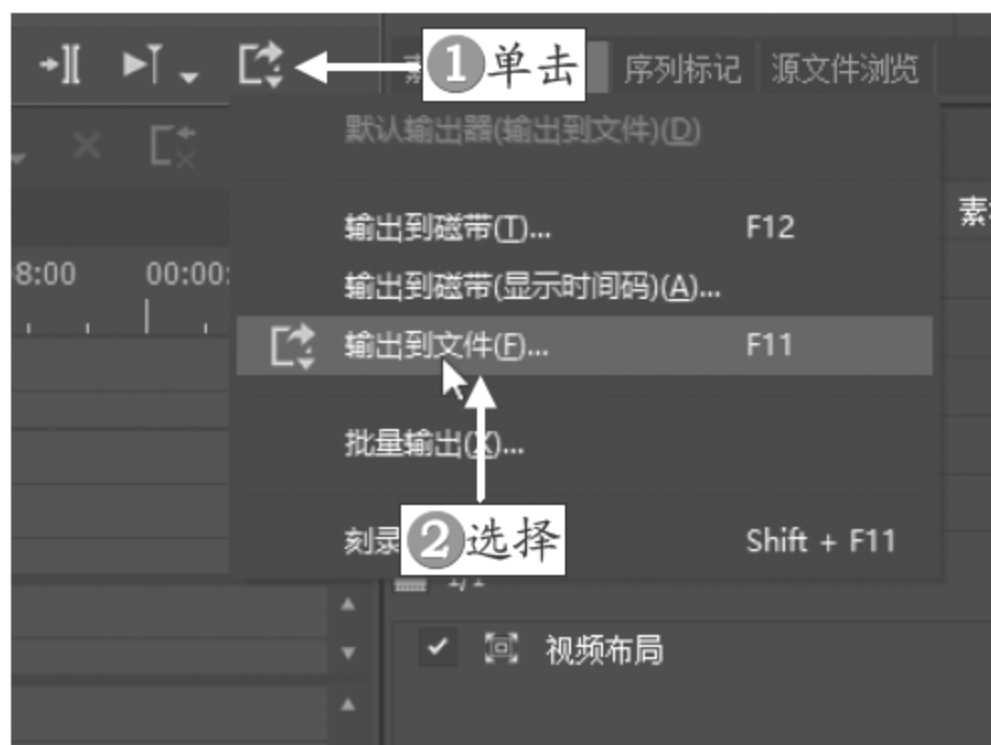 1 单击
序列标记 源文件浏览
默认输出器(输出到文件)(D)
输出到磁带(T)... F12
素
8:00 00:00:
输出到磁带(显示时间码)(A)...
输出到文件(F)... F11
批量输出(X)...
刻录 2 选择 Shift + F11
1/1
视频布局